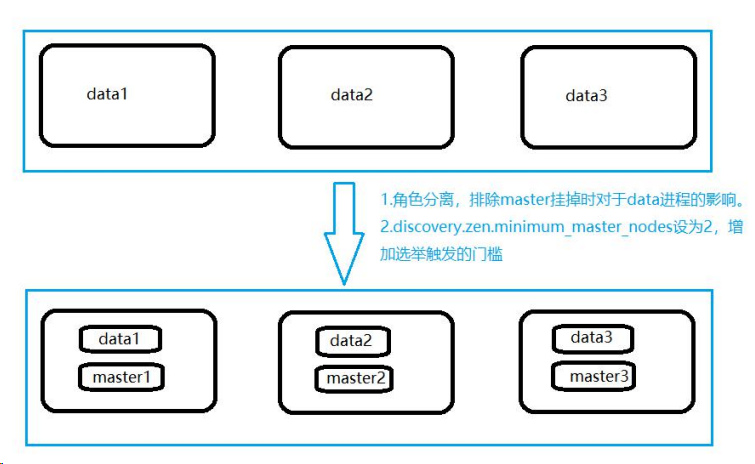 data1
data2
data3
1.角色分离，排除master挂掉时对于data进程的影响。
2.discovery.zen.minimum_master_nodes设为2，增
加选举触发的门槛
data1
data2
data3
master1
master2
master3